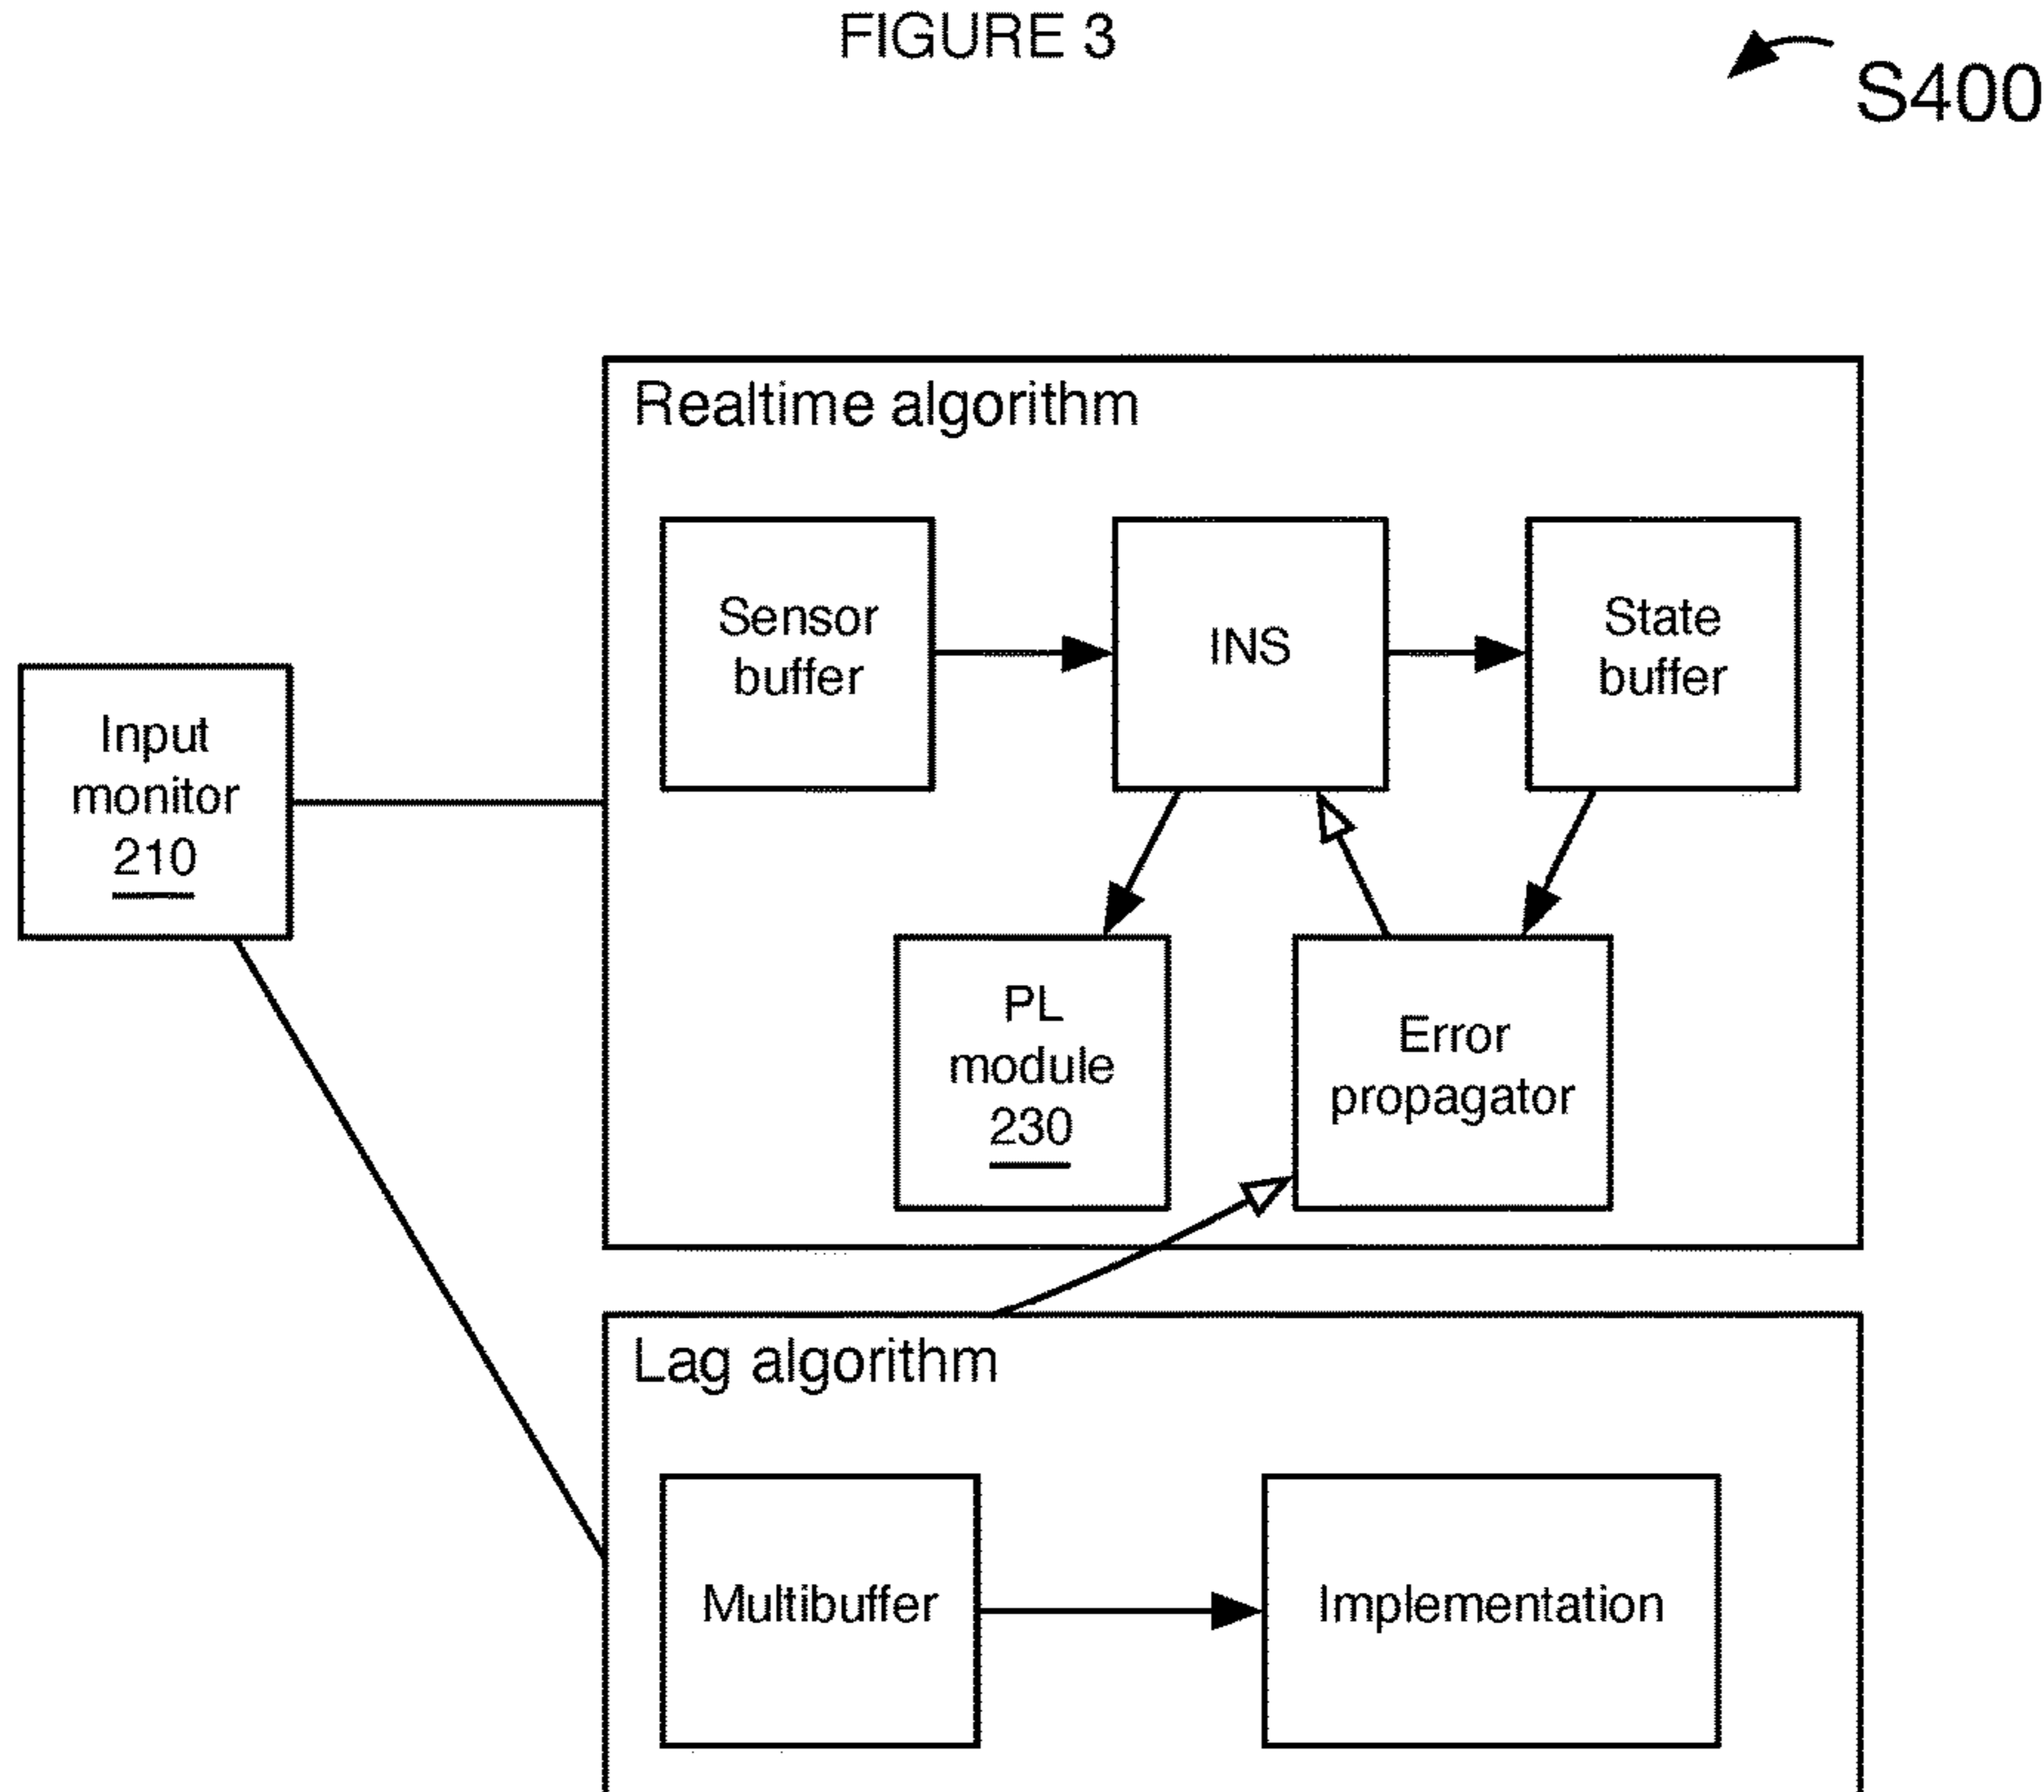 FIGURE 3
S400
Realtime algorithm
Sensor
buffer
INS
State
buffer
Input
monitor
210
PL
module
230
Error
propagator
Lag algorithm
Multibuffer
Implementation